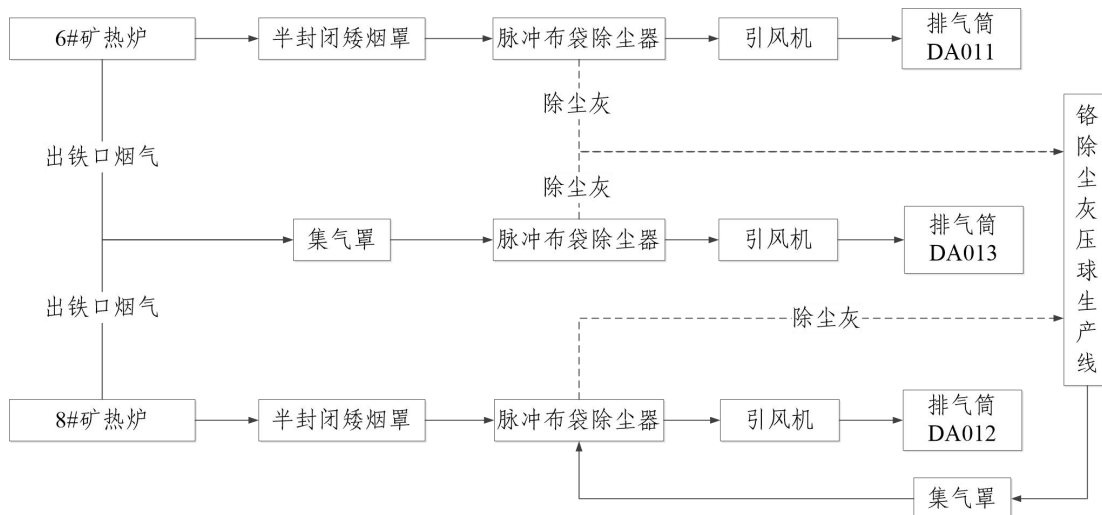 6#矿热炉
半封闭矮烟罩
脉冲布袋除尘器
引风机
排气筒
DA011
除尘灰
出铁口烟气
除尘灰
集气罩
脉冲布袋除尘器
引风机
排气筒
DA013
铬除尘灰压球生产线
出铁口烟气
除尘灰
8#矿热炉
半封闭矮烟罩
脉冲布袋除尘器
引风机
排气筒
DA012
集气罩